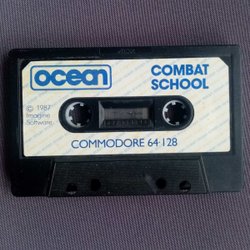 ocean
COMBAT
SCHOOL
© 1987
Imagine
Software.
COMMODORE 64·128